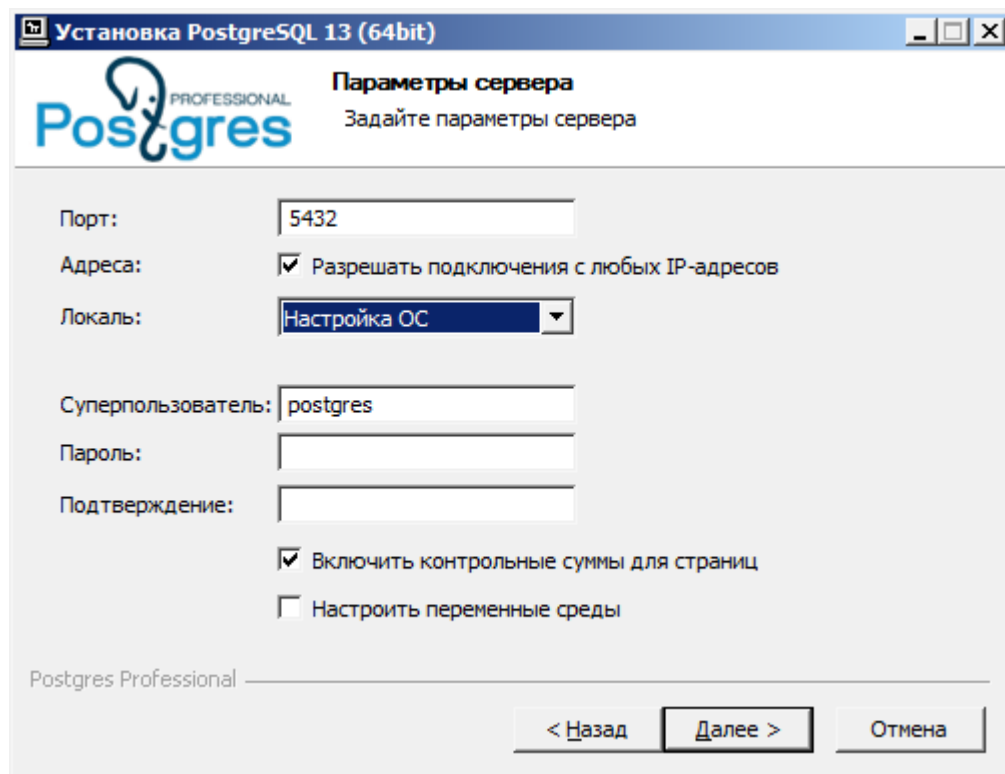 Установка PostgreSQL 13 (64bit)
PROFESSIONAL
Postgres
Параметры сервера
Задайте параметры сервера
Порт: 5432
Адреса: Разрешать подключения с любых IP-адресов
Локаль: Настройка ОС
Суперпользователь: postgres
Пароль:
Подтверждение:
Включить контрольные суммы для страниц
Настроить переменные среды
Postgres Professional
< Назад Далее > Отмена